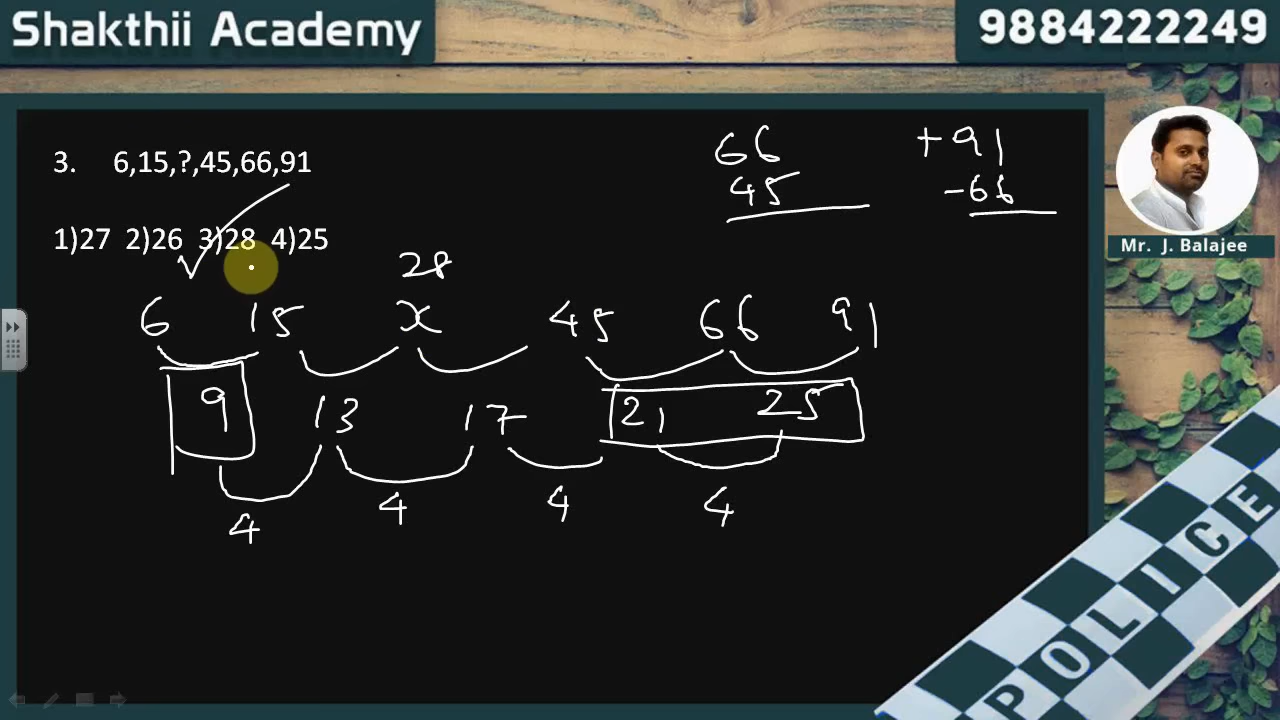 Shakthii Academy
9884222249
3. 6,15,?,45,66,91
1)27 2)26 3)28 4)25
66
45
+91
-66
Mr. J. Balajee
28
6 15 x 45 66 91
9 13 17 21 25
4 4 4 4
POLICE